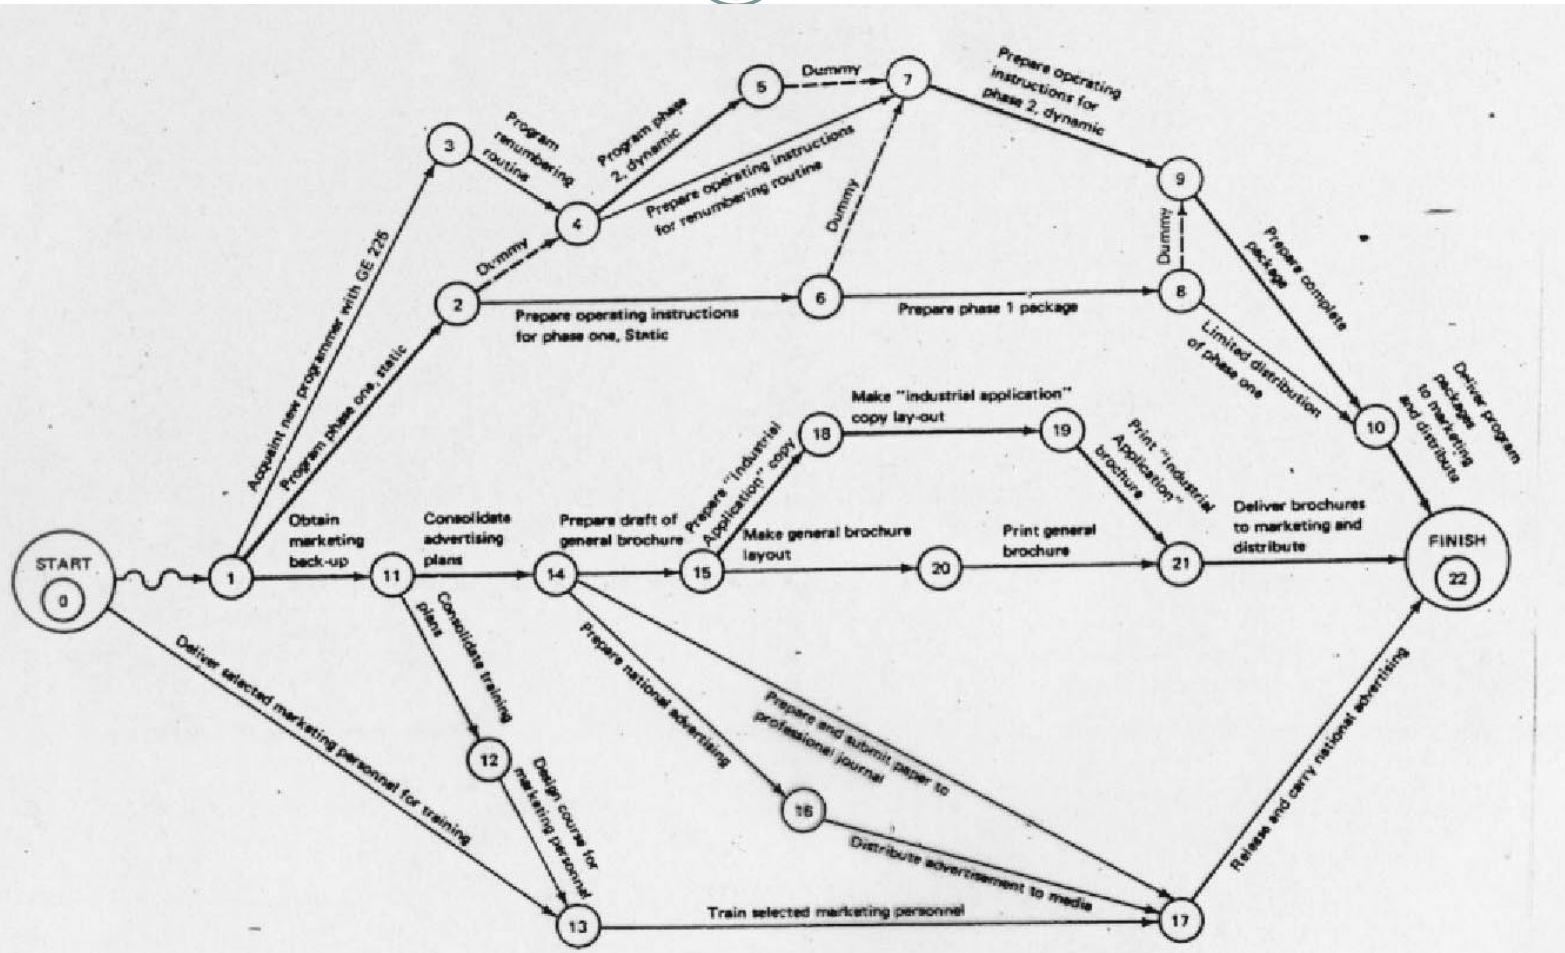 5
Dummy
7
Prepare operating
instructions for
phase 2, dynamic
3
Program
renumbering
routine
Program phase
2, dynamic
4
Prepare operating instructions
for renumbering routine
Dummy
9
Acquaint new programmer with GE 225
Dummy
2
Prepare operating instructions
for phase one, Static
6
Prepare phase 1 package
8
Dummy
Prepare complete
package
Limited distribution
of phase one
Program phase one, static
10
Deliver program
packages
to marketing
and distribute
Make "industrial application"
copy lay-out
18
19
Prepare "industrial
Application" copy
Print "industrial
Application"
brochure
START
0
1
Obtain
marketing
back-up
11
Consolidate
advertising
plans
14
Prepare draft of
general brochure
15
Make general brochure
layout
20
Print general
brochure
21
Deliver brochures
to marketing and
distribute
FINISH
22
Consolidate training
plans
Deliver selected marketing personnel for training
12
Design course for
marketing personnel
Prepare national advertising
Prepare and submit paper to
professional journal
16
Distribute advertisement to media
13
Train selected marketing personnel
17
Release and carry national advertising